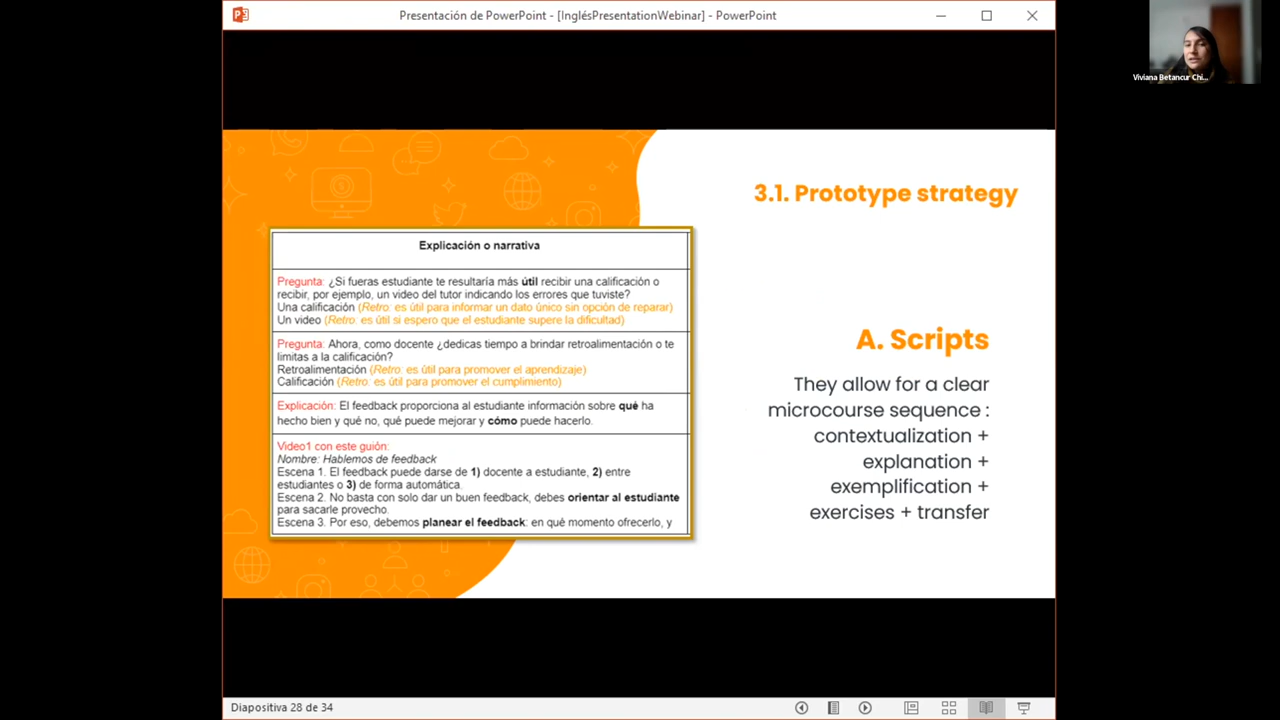 Presentación de PowerPoint - [InglésPresentationWebinar] - PowerPoint
Viviana Betancur Chi...
3.1. Prototype strategy
Explicación o narrativa
Pregunta: ¿Si fueras estudiante te resultaría más útil recibir una calificación o
recibir, por ejemplo, un video del tutor indicando los errores que tuviste?
Una calificación (Retro: es útil para informar un dato único sin opción de reparar)
Un video (Retro: es útil si espero que el estudiante supere la dificultad)
Pregunta: Ahora, como docente ¿dedicas tiempo a brindar retroalimentación o te
limitas a la calificación?
Retroalimentación (Retro: es útil para promover el aprendizaje)
Calificación (Retro: es útil para promover el cumplimiento)
Explicación: El feedback proporciona al estudiante información sobre qué ha
hecho bien y qué no, qué puede mejorar y cómo puede hacerlo.
Video1 con este guión:
Nombre: Hablemos de feedback
Escena 1. El feedback puede darse de 1) docente a estudiante, 2) entre
estudiantes o 3) de forma automática.
Escena 2. No basta con solo dar un buen feedback, debes orientar al estudiante
para sacarle provecho.
Escena 3. Por eso, debemos planear el feedback: en qué momento ofrecerlo, y
A. Scripts
They allow for a clear
microcourse sequence :
contextualization +
explanation +
exemplification +
exercises + transfer
Diapositiva 28 de 34